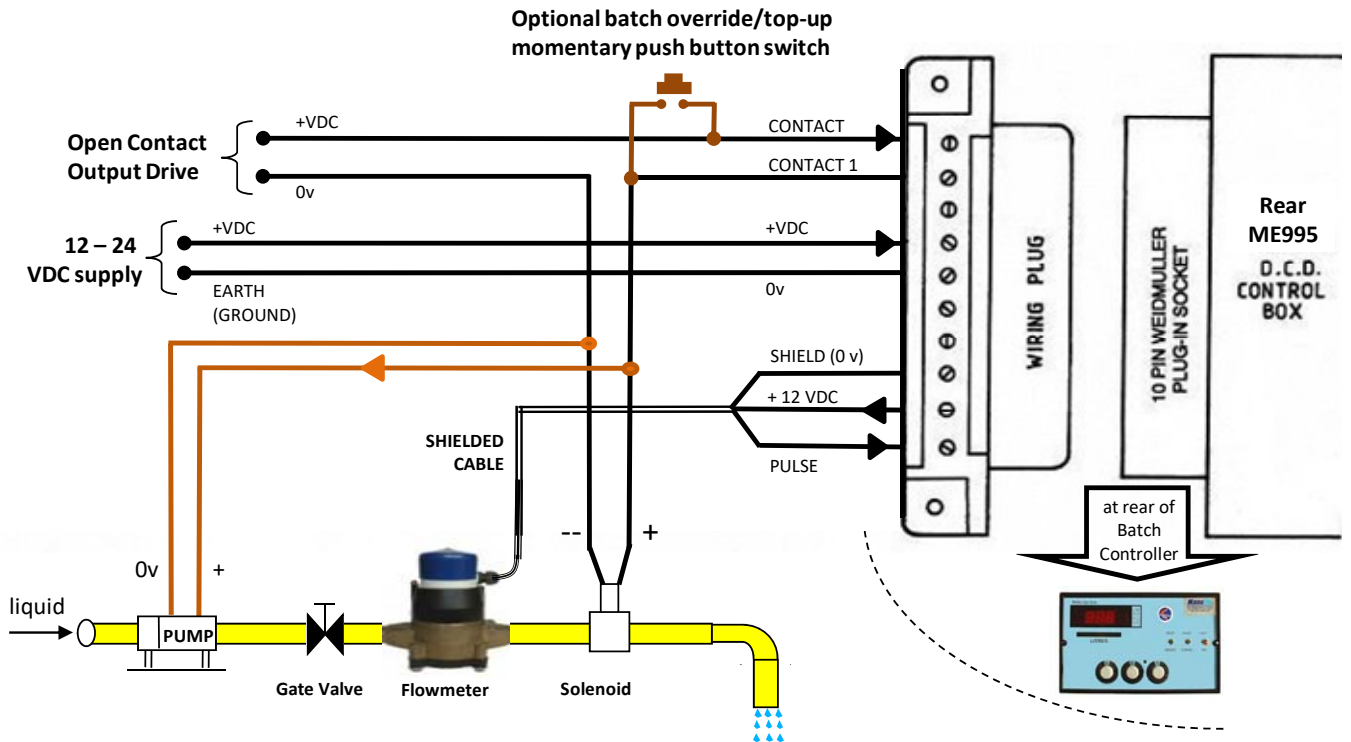 Optional batch override/top-up
momentary push button switch
Open Contact
Output Drive
+VDC
0v
CONTACT
CONTACT 1
12 – 24
VDC supply
+VDC
EARTH
(GROUND)
+VDC
0v
SHIELD (0 v)
+ 12 VDC
PULSE
SHIELDED
CABLE
WIRING PLUG
10 PIN WEIDMULLER
PLUG-IN SOCKET
Rear
ME995
D.C.D.
CONTROL
BOX
at rear of
Batch
Controller
--
+
0v
+
liquid
PUMP
Gate Valve
Flowmeter
Solenoid